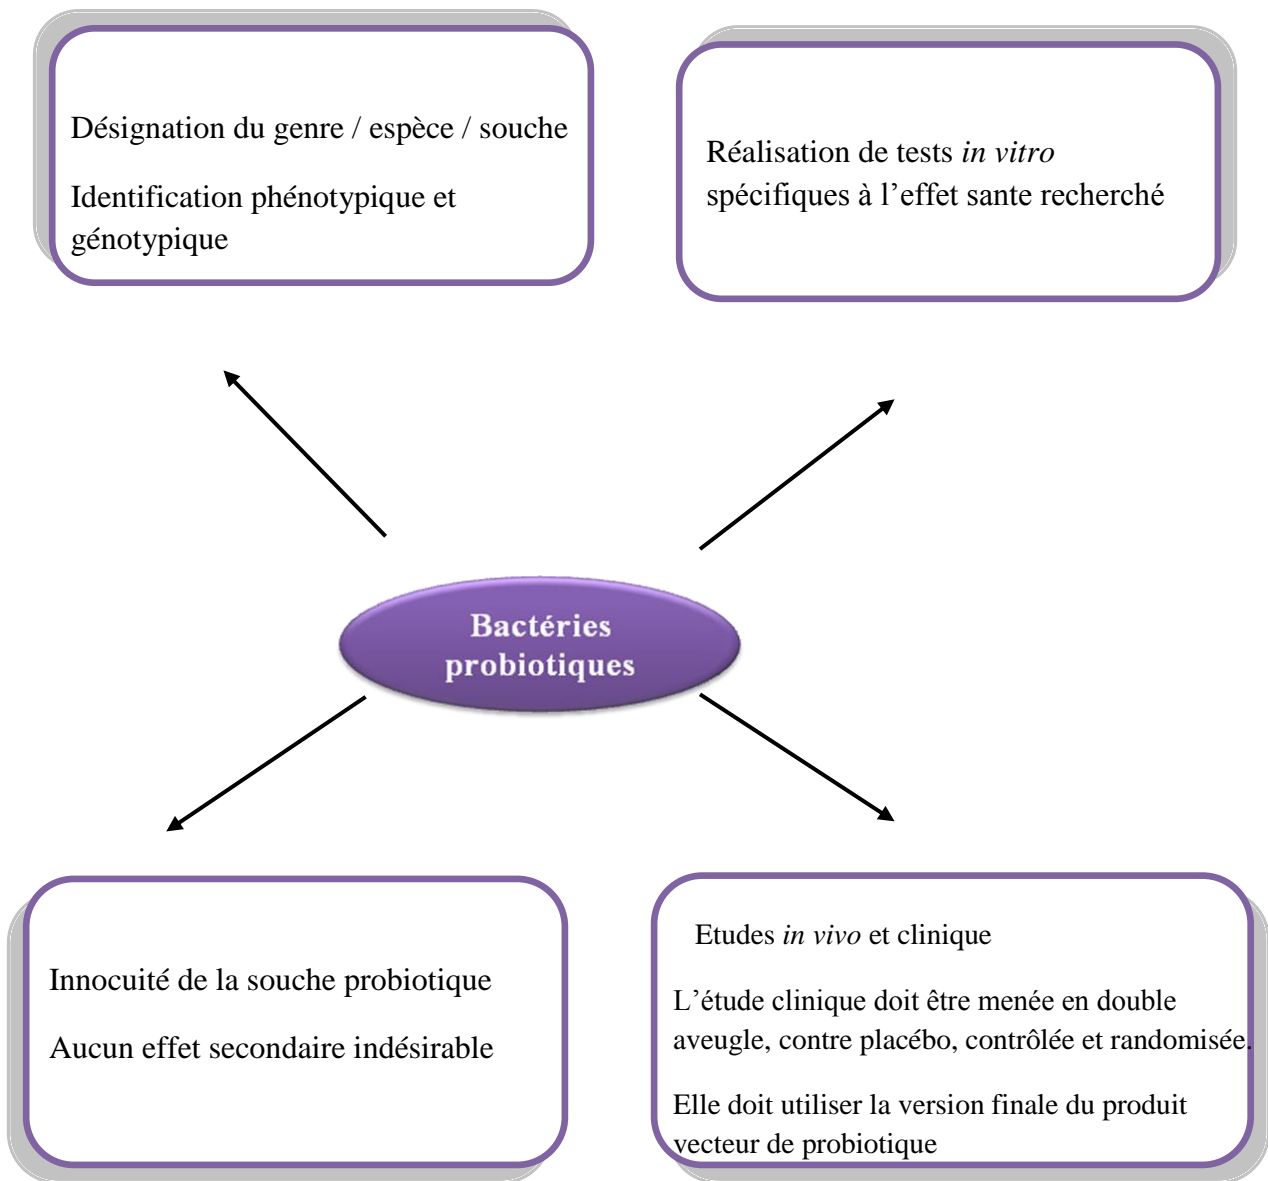 Désignation du genre / espèce / souche
Identification phénotypique et
génotypique
Réalisation de tests in vitro
spécifiques à l’effet sante recherché
Bactéries
probiotiques
Innocuité de la souche probiotique
Aucun effet secondaire indésirable
Etudes in vivo et clinique
L’étude clinique doit être menée en double
aveugle, contre placébo, contrôlée et randomisée.
Elle doit utiliser la version finale du produit
vecteur de probiotique